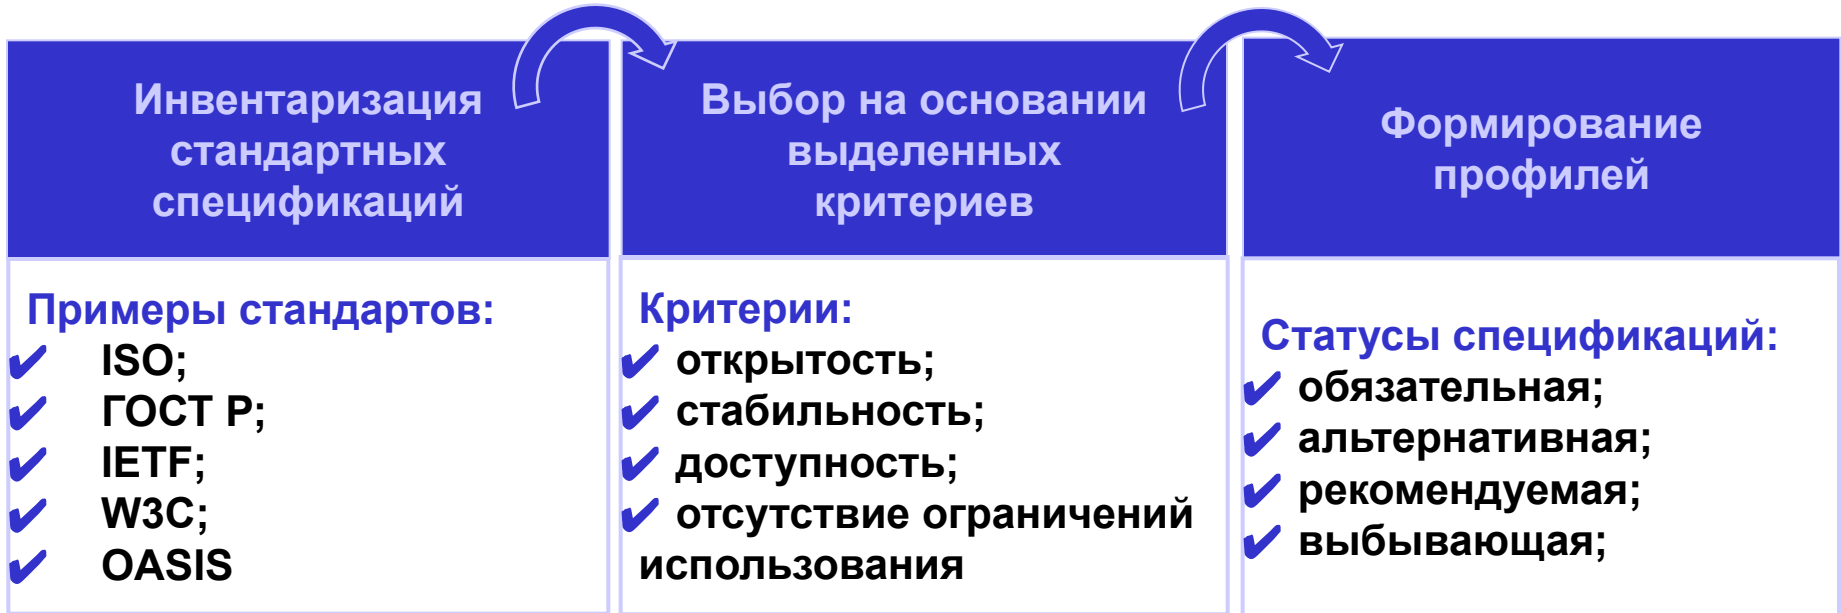 Инвентаризация
стандартных
спецификаций
Примеры стандартов:
✔ ISO;
✔ ГОСТ Р;
✔ IETF;
✔ W3C;
✔ OASIS
Выбор на основании
выделенных
критериев
Критерии:
✔ открытость;
✔ стабильность;
✔ доступность;
✔ отсутствие ограничений
использования
Формирование
профилей
Статусы спецификаций:
✔ обязательная;
✔ альтернативная;
✔ рекомендуемая;
✔ выбывающая;